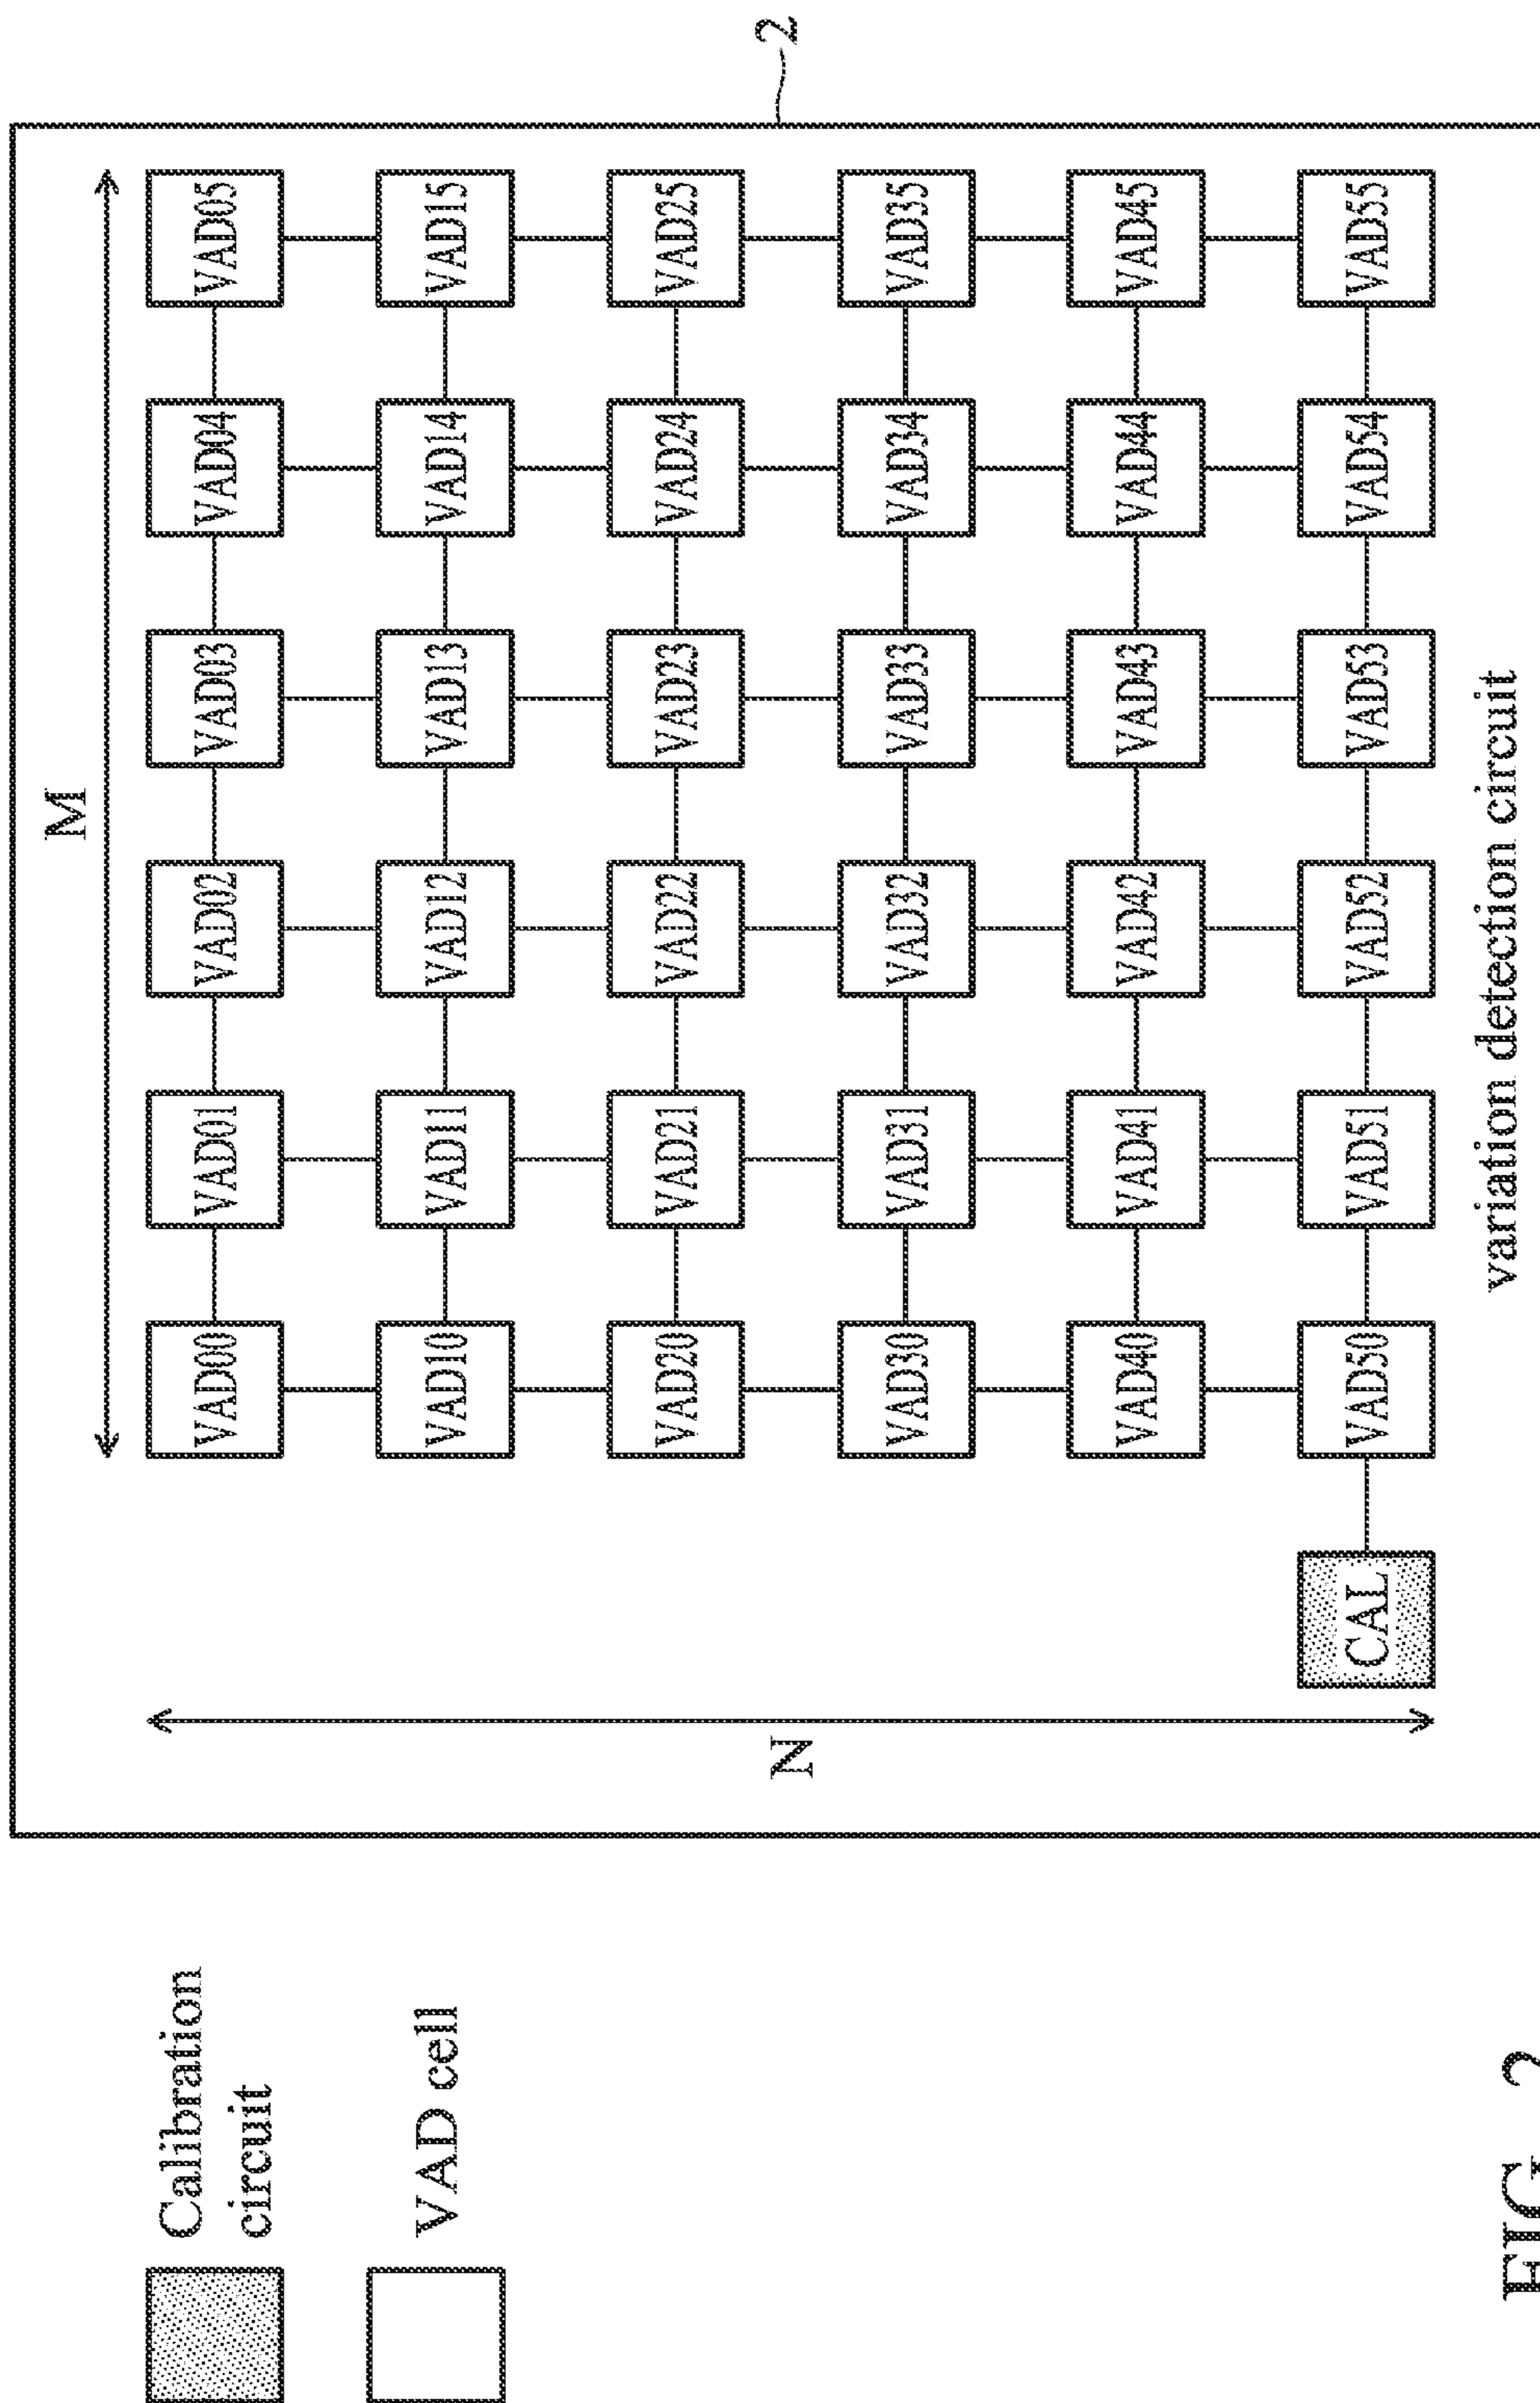 Calibration
circuit
VAD cell
M
N
2
VAD00 VAD01 VAD02 VAD03 VAD04 VAD05
VAD10 VAD11 VAD12 VAD13 VAD14 VAD15
VAD20 VAD21 VAD22 VAD23 VAD24 VAD25
VAD30 VAD31 VAD32 VAD33 VAD34 VAD35
VAD40 VAD41 VAD42 VAD43 VAD44 VAD45
CAL VAD50 VAD51 VAD52 VAD53 VAD54 VAD55
variation detection circuit
FIG 2